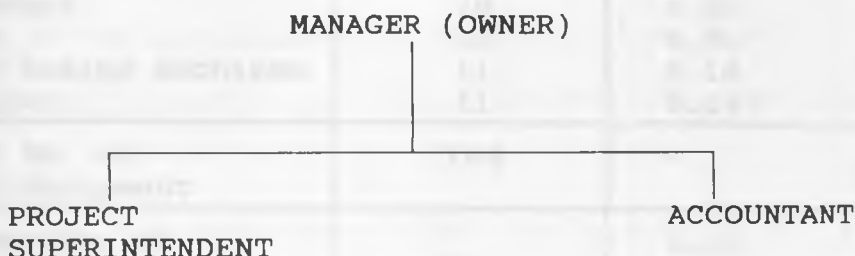 MANAGER (OWNER)
PROJECT
SUPERINTENDENT
ACCOUNTANT